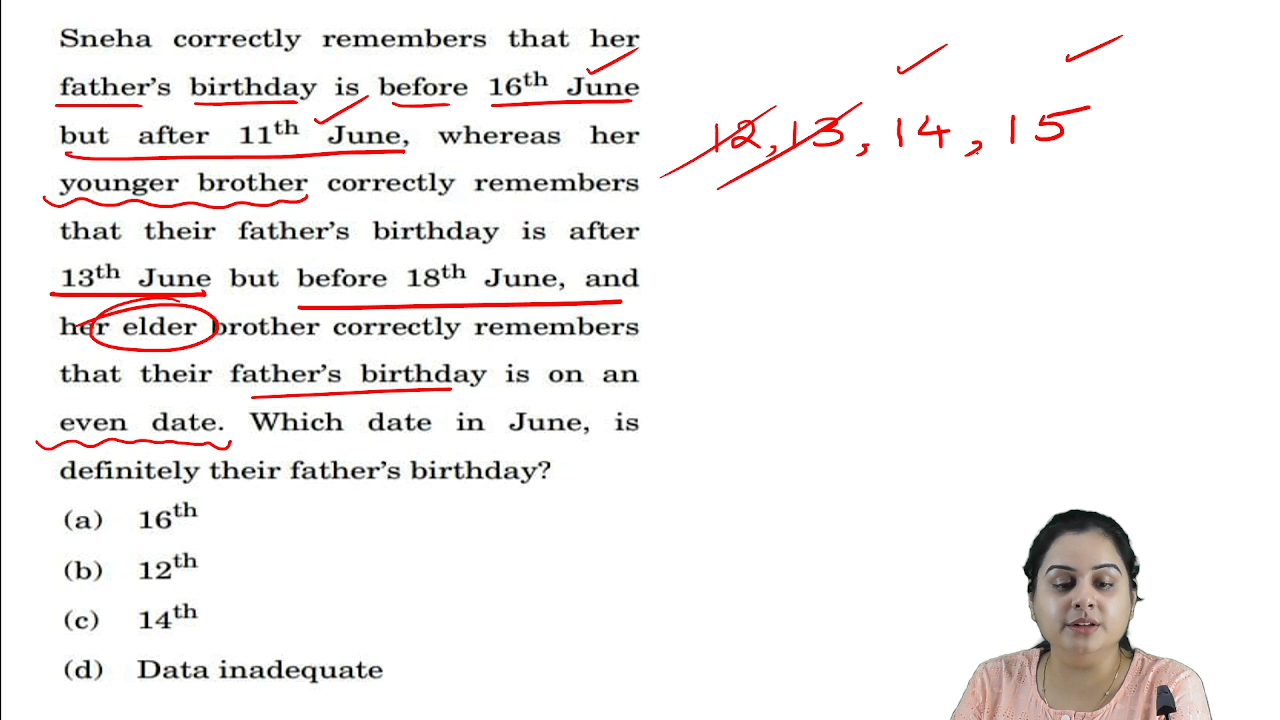 Sneha correctly remembers that her
father's birthday is before 16th June
but after 11th June, whereas her
younger brother correctly remembers
that their father's birthday is after
13th June but before 18th June, and
her elder brother correctly remembers
that their father's birthday is on an
even date. Which date in June, is
definitely their father's birthday?
(a) 16th
(b) 12th
(c) 14th
(d) Data inadequate
12, 13, 14, 15